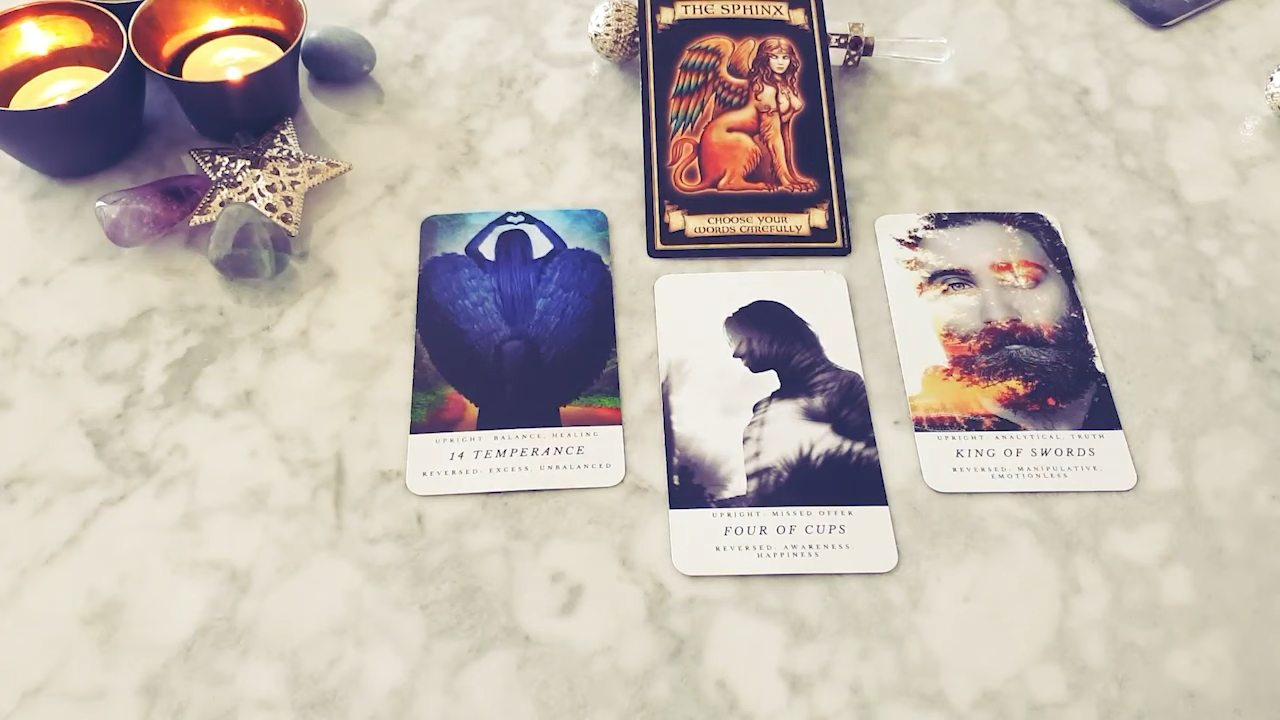 THE SPHINX
CHOOSE YOUR
WORDS CAREFULLY
UPRIGHT: BALANCE, HEALING
14 TEMPERANCE
REVERSED: EXCESS, UNBALANCED
UPRIGHT: MISSED OFFER
FOUR OF CUPS
REVERSED: AWARENESS,
HAPPINESS
UPRIGHT: ANALYTICAL, TRUTH
KING OF SWORDS
REVERSED: MANIPULATIVE,
EMOTIONLESS